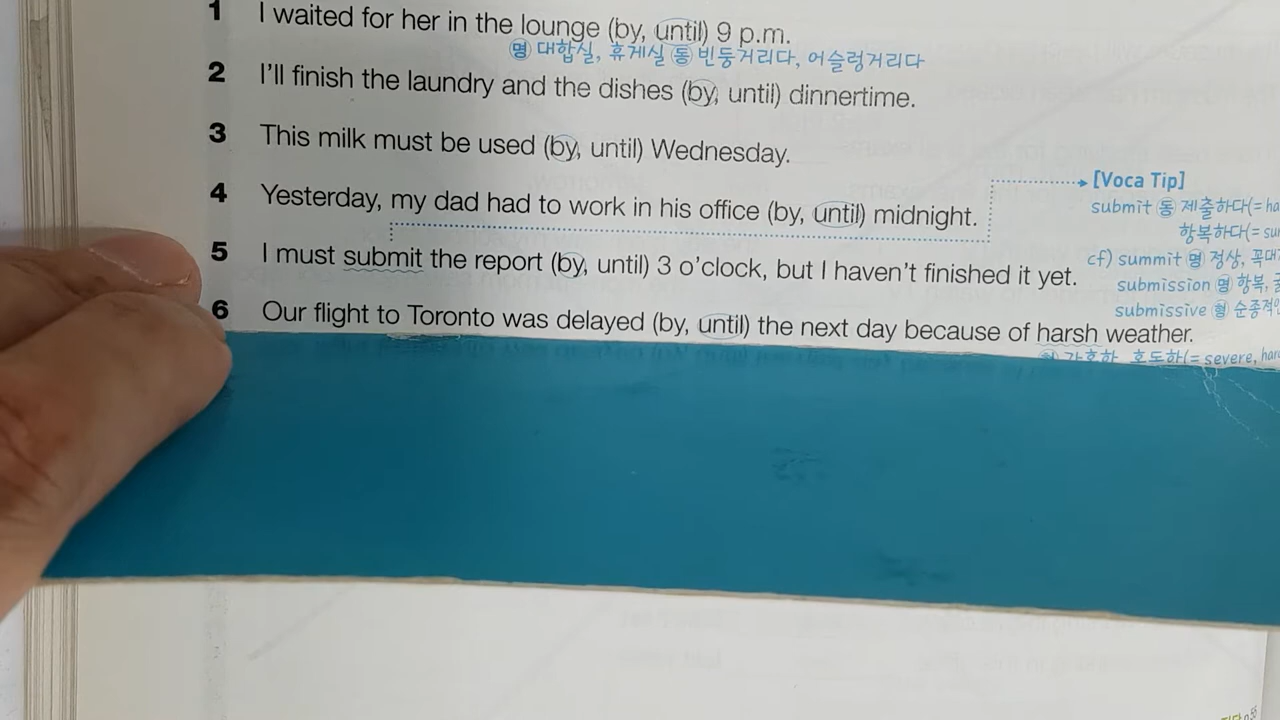 1 I waited for her in the lounge (by, until) 9 p.m.
명 대합실, 휴게실 동 빈둥거리다, 어슬렁거리다
2 I'll finish the laundry and the dishes (by, until) dinnertime.
3 This milk must be used (by, until) Wednesday.
4 Yesterday, my dad had to work in his office (by, until) midnight.
[Voca Tip]
submit 동 제출하다(= ha
항복하다(= su
5 I must submit the report (by, until) 3 o'clock, but I haven't finished it yet.
cf) summit 명 정상, 꼭대
submission 명 항복,
submissive 형 순종적
6 Our flight to Toronto was delayed (by, until) the next day because of harsh weather.
(= severe, har